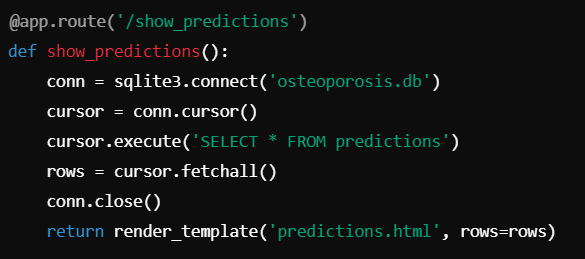 @app.route('/show_predictions')
def show_predictions():
    conn = sqlite3.connect('osteoporosis.db')
    cursor = conn.cursor()
    cursor.execute('SELECT * FROM predictions')
    rows = cursor.fetchall()
    conn.close()
    return render_template('predictions.html', rows=rows)